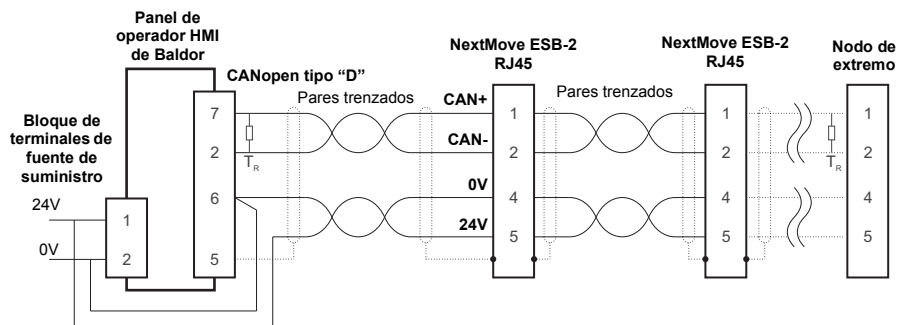 Panel de
operador HMI
de Baldor
CANopen tipo “D”
NextMove ESB-2
RJ45
NextMove ESB-2
RJ45
Nodo de
extremo
Bloque de
terminales de
fuente de
suministro
24V
0V
1
2
7
2
6
5
TR
Pares trenzados
CAN+
CAN-
0V
24V
1
2
4
5
Pares trenzados
1
2
4
5
TR
1
2
4
5